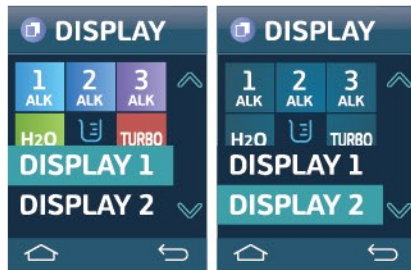 DISPLAY
1 2 3
ALK ALK ALK
H2O TURBO
DISPLAY 1
DISPLAY 2
DISPLAY
1 2 3
ALK ALK ALK
H2O TURBO
DISPLAY 1
DISPLAY 2